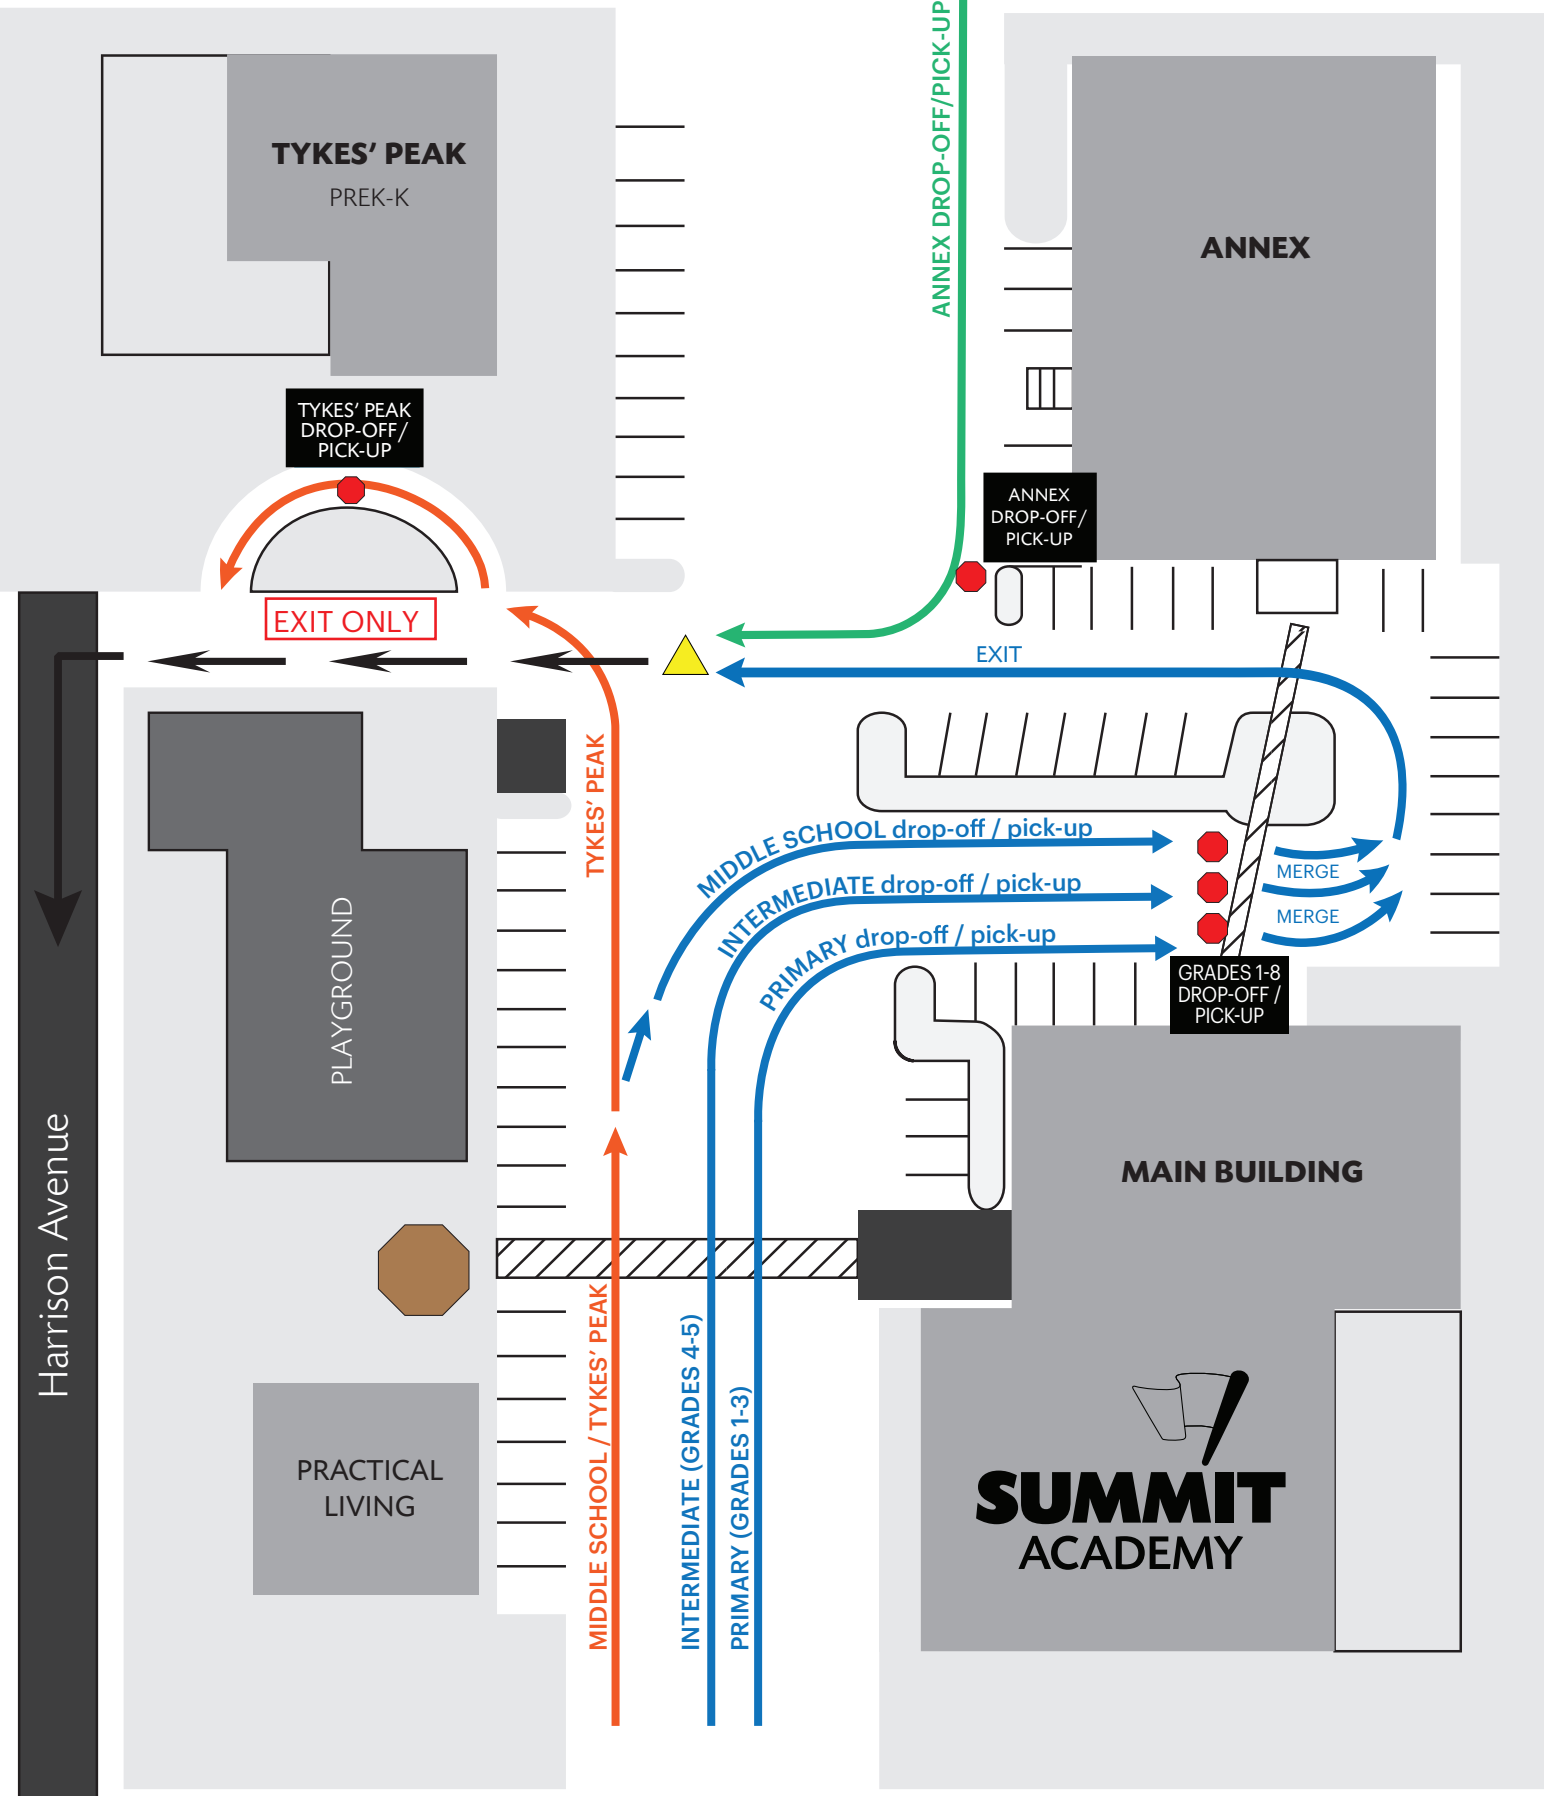 ANNEX DROP-OFF/PICK-UP
TYKES’ PEAK
PREK-K
ANNEX
TYKES’ PEAK
DROP-OFF/
PICK-UP
ANNEX
DROP-OFF/
PICK-UP
EXIT ONLY
EXIT
TYKES’ PEAK
MIDDLE SCHOOL drop-off / pick-up
INTERMEDIATE drop-off / pick-up
PRIMARY drop-off / pick-up
MERGE
MERGE
GRADES 1-8
DROP-OFF /
PICK-UP
PLAYGROUND
Harrison Avenue
MAIN BUILDING
MIDDLE SCHOOL / TYKES’ PEAK
INTERMEDIATE (GRADES 4-5)
PRIMARY (GRADES 1-3)
PRACTICAL
LIVING
SUMMIT
ACADEMY